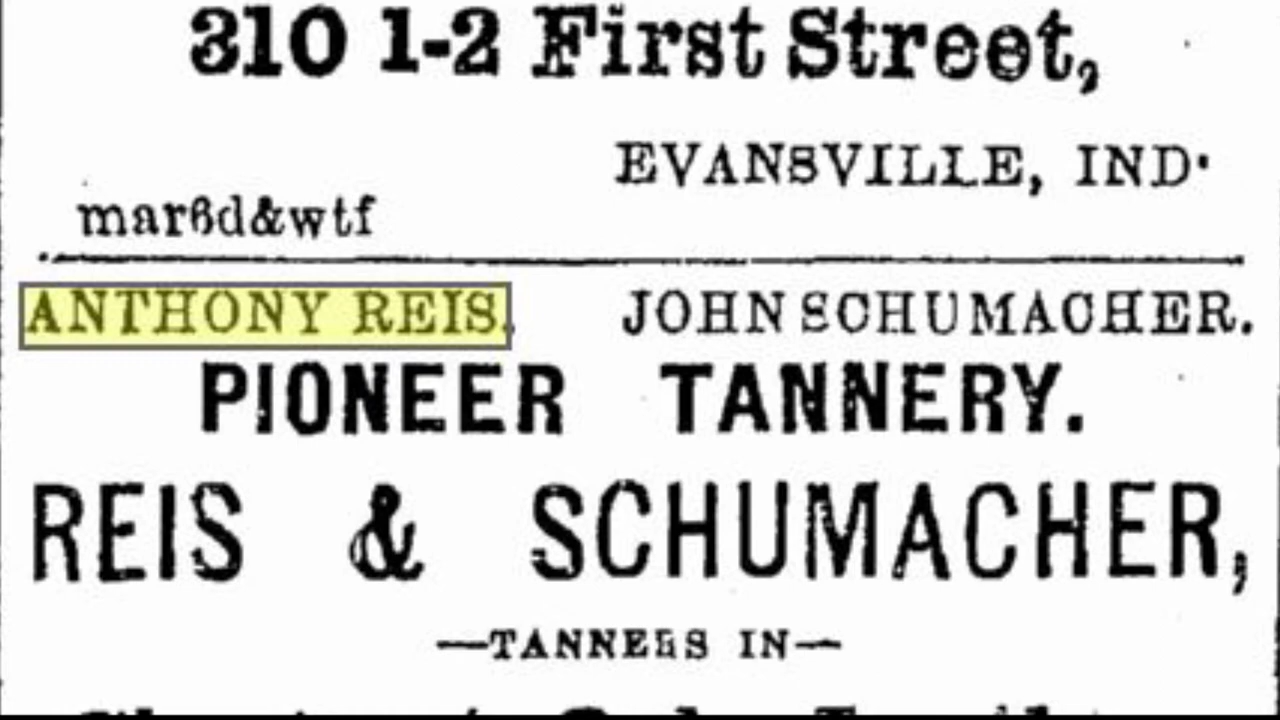 310 1-2 First Street,
EVANSVILLE, IND.
mar6d&wtf
ANTHONY REIS. JOHN SCHUMACHER.
PIONEER TANNERY.
REIS & SCHUMACHER,
—TANNERS IN—